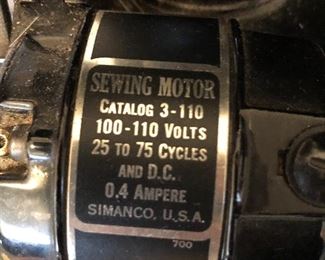 SEWING MOTOR
CATALOG 3-110
100-110 VOLTS
25 TO 75 CYCLES
AND D.C.
0.4 AMPERE
SIMANCO, U.S.A.
700